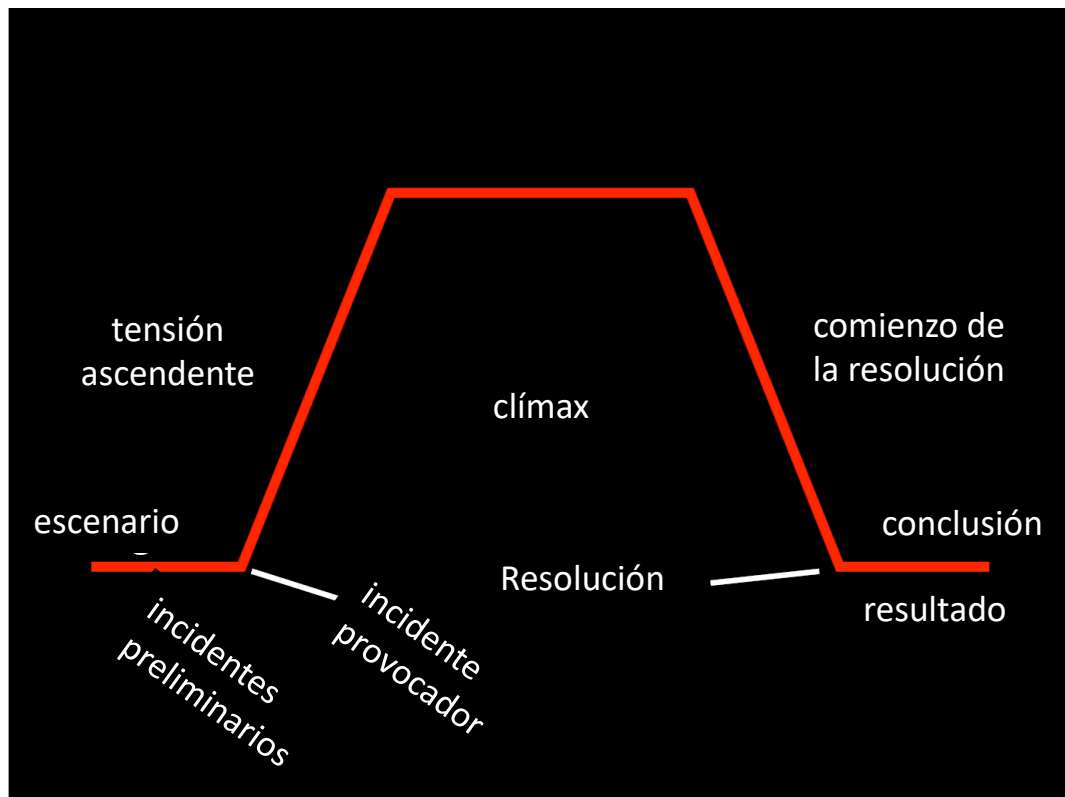 tensión
ascendente
comienzo de
la resolución
clímax
escenario
conclusión
Resolución
resultado
incidentes
preliminarios
incidente
provocador